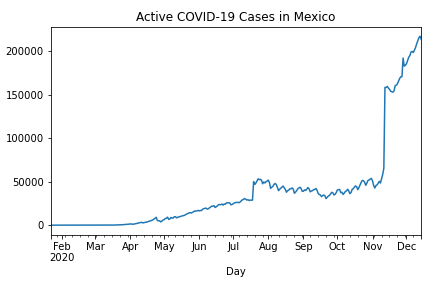 Active COVID-19 Cases in Mexico
200000
150000
100000
50000
0
Feb Mar Apr May Jun Jul Aug Sep Oct Nov Dec
2020
Day